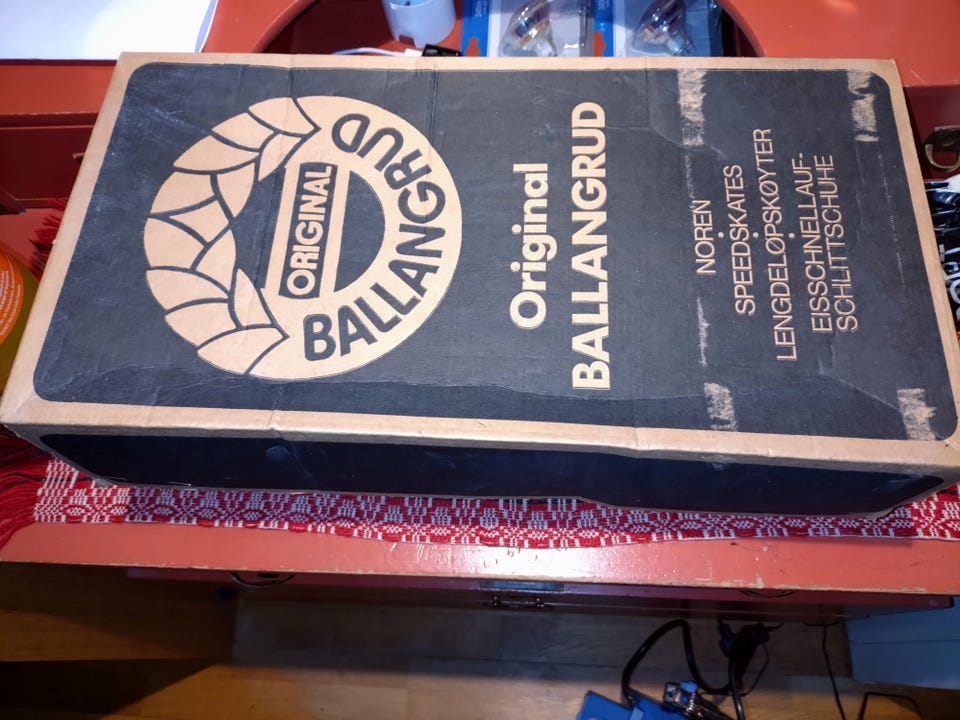 ORIGINAL
BALLANGRUD
Original
BALLANGRUD
NOREN
SPEEDSKATES
LENGDELØPSKØYTER
EISSCHNELLAUF-
SCHLITTSCHUHE